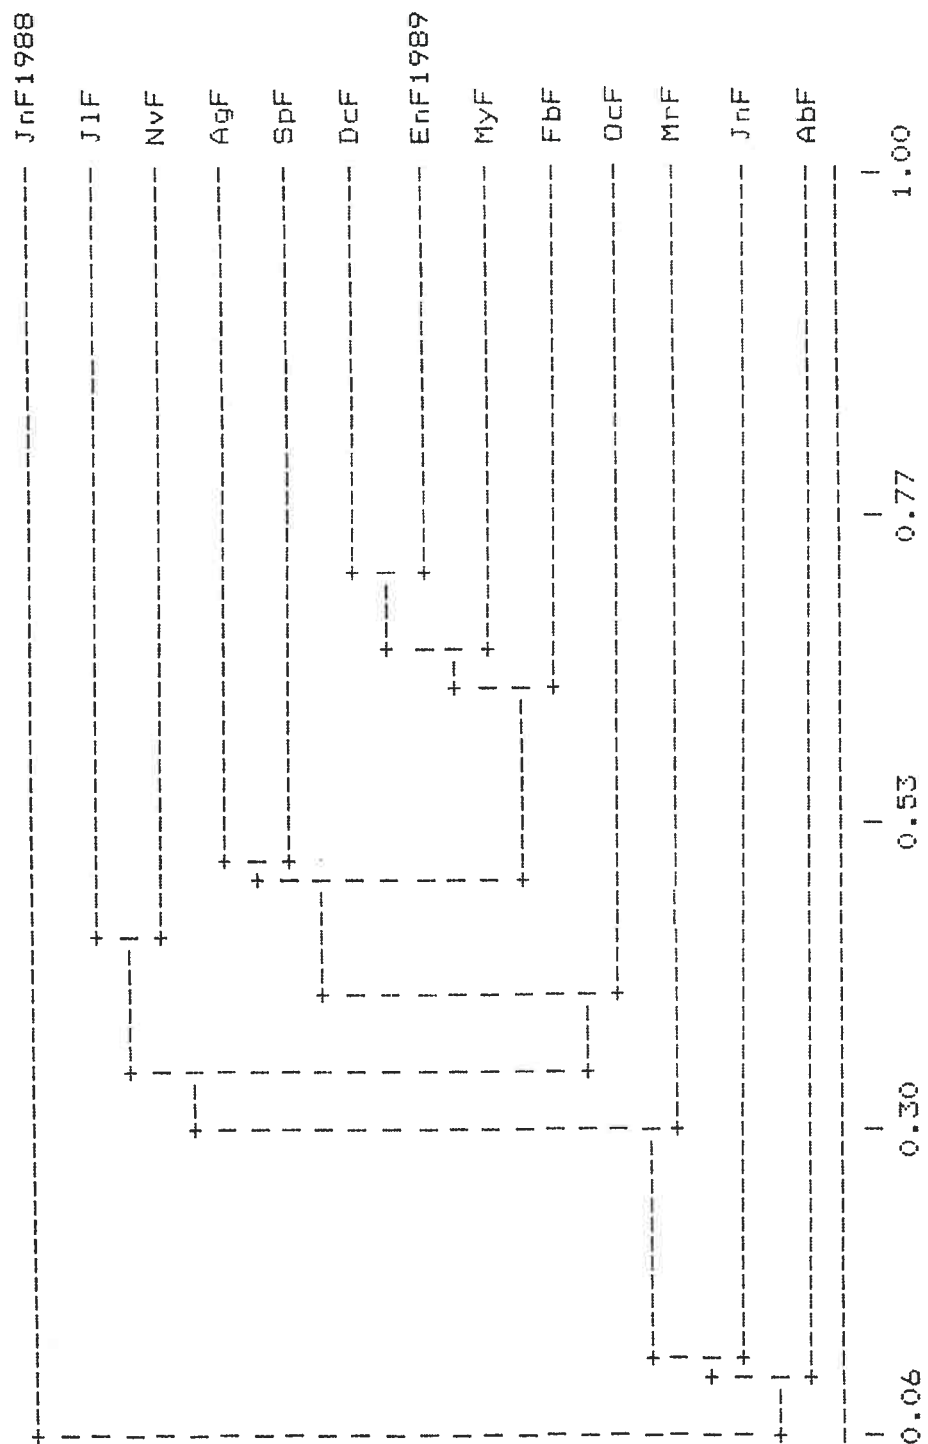 JnF1988
JlF
NvF
AgF
SpF
DcF
EnF1989
MyF
FbF
OcF
MrF
JnF
AbF
0.06
0.30
0.53
0.77
1.00